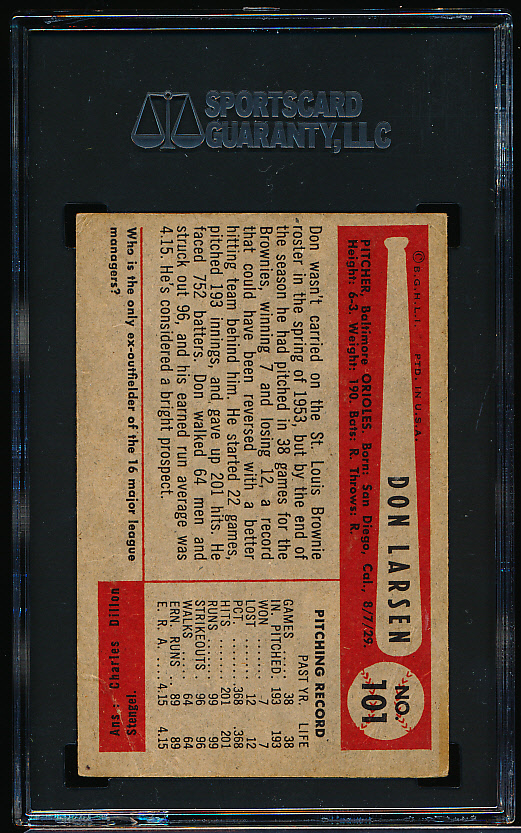 SPORTSCARD
GUARANTY, LLC
© B.G.H.L.I. PTD. IN U.S.A.
DON LARSEN
NO.
101
PITCHER, Baltimore ORIOLES Born: San Diego, Cal., 8/7/29.
Height: 6-3. Weight: 190. Bats: R. Throws: R.
Don wasn't carried on the St. Louis Brownie
roster in the spring of 1953, but by the end of
the season he had pitched in 38 games for the
Brownies, winning 7 and losing 12, a record
that could have been reversed with a better
hitting team behind him. He started 22 games,
pitched 193 innings, and gave up 201 hits. He
faced 752 batters. Don walked 64 men and
struck out 96, and his earned run average was
4.15. He's considered a bright prospect.
PITCHING RECORD
PAST YR. LIFE
GAMES ...... 38 38
IN. PITCHED 193 193
WON ........ 7 7
LOST ....... 12 12
PCT. ..... .368 .368
HITS ...... 201 201
RUNS ....... 99 99
STRIKEOUTS 96 96
WALKS ..... 64 64
ERN. RUNS .. 89 89
E. R. A. .... 4.15 4.15
Who is the only ex-outfielder of the 16 major league
managers?
Ans.: Charles Dillon
Stengel.